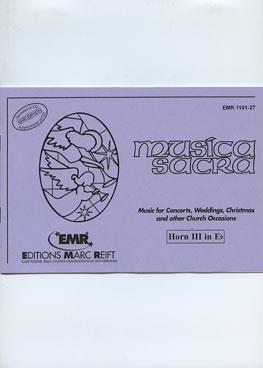 EMR 1101-27
musica
sacra
Music for Concerts, Weddings, Christmas
and other Church Occasions
Horn III in E♭
EMR
EDITIONS MARC REIFT